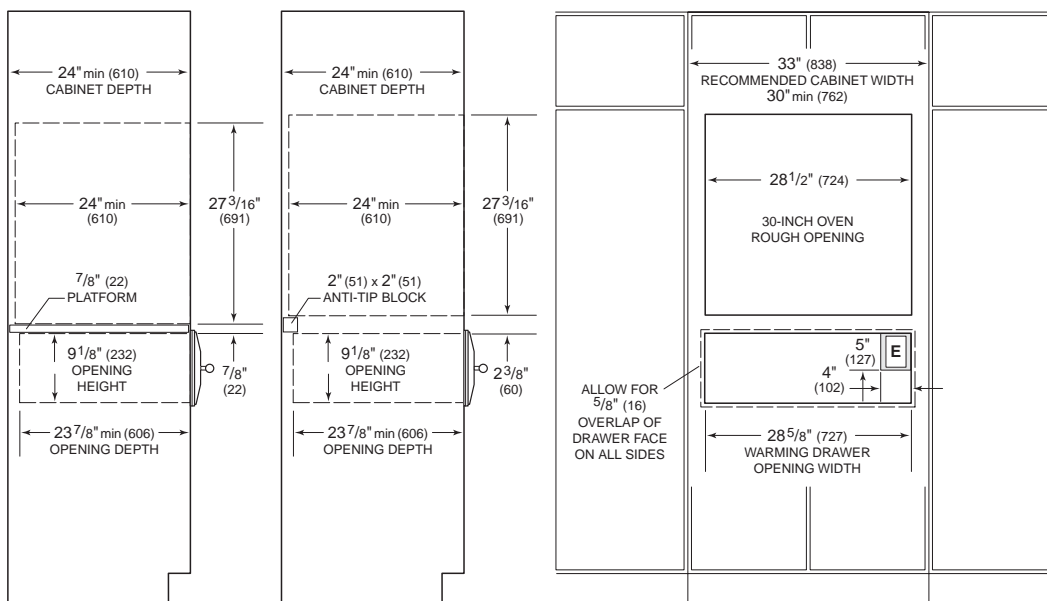 24" min (610)
CABINET DEPTH
24" min
(610)
27 3/16"
(691)
7/8" (22)
PLATFORM
9 1/8" (232)
OPENING
HEIGHT
7/8"
(22)
23 7/8" min (606)
OPENING DEPTH
24" min (610)
CABINET DEPTH
24" min
(610)
27 3/16"
(691)
2" (51) x 2" (51)
ANTI-TIP BLOCK
9 1/8" (232)
OPENING
HEIGHT
2 3/8"
(60)
23 7/8" min (606)
OPENING DEPTH
33" (838)
RECOMMENDED CABINET WIDTH
30" min (762)
28 1/2" (724)
30-INCH OVEN
ROUGH OPENING
5"
(127)
E
4"
(102)
ALLOW FOR
5/8" (16)
OVERLAP OF
DRAWER FACE
ON ALL SIDES
28 5/8" (727)
WARMING DRAWER
OPENING WIDTH